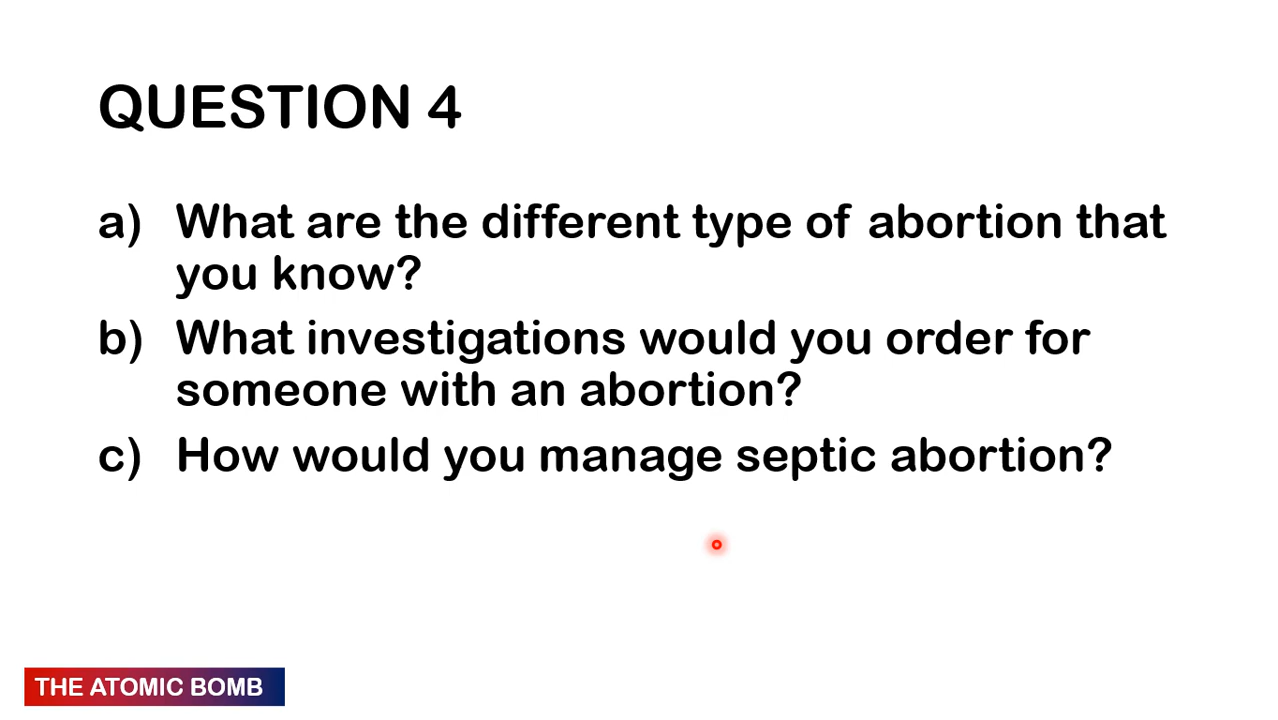 QUESTION 4
a) What are the different type of abortion that
you know?
b) What investigations would you order for
someone with an abortion?
c) How would you manage septic abortion?
THE ATOMIC BOMB